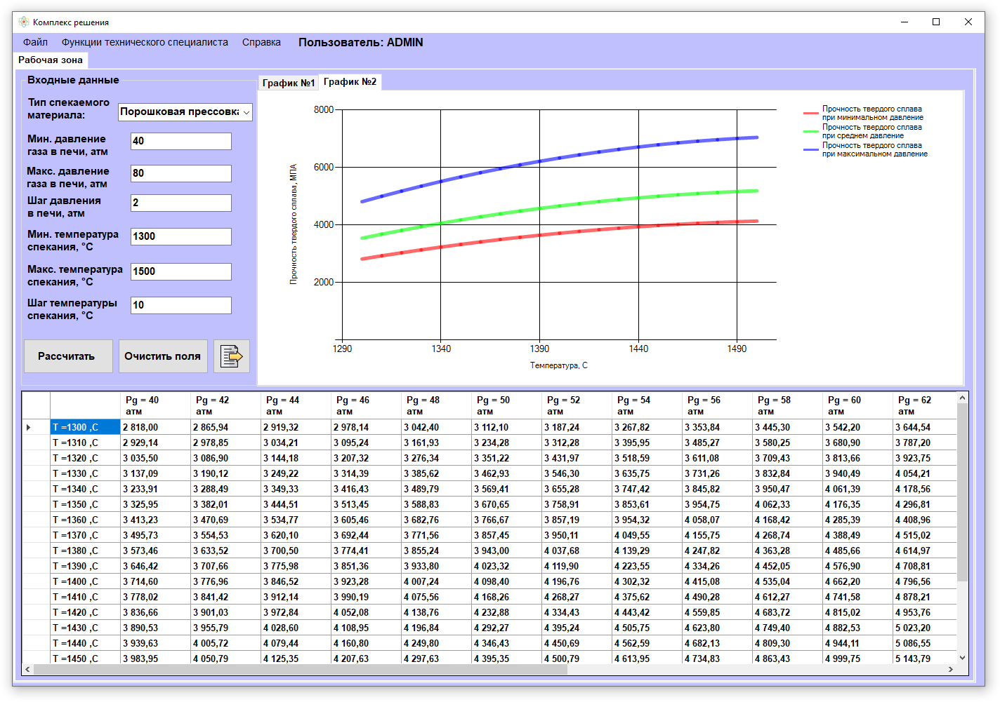 Комплекс решения
Файл Функции технического специалиста Справка Пользователь: ADMIN
Рабочая зона
Входные данные
Тип спекаемого
материала:
Порошковая прессовка
Мин. давление
газа в печи, атм
40
Макс. давление
газа в печи, атм
80
Шаг давления
в печи, атм
2
Мин. температура
спекания, °С
1300
Макс. температура
спекания, °С
1500
Шаг температуры
спекания, °С
10
Рассчитать Очистить поля
График №1 График №2
8000
6000
4000
2000
Прочность твердого сплава, МПА
1290 1340 1390 1440 1490
Температура, С
Прочность твердого сплава
при минимальном давление
Прочность твердого сплава
при среднем давление
Прочность твердого сплава
при максимальном давление
Pg = 40 Pg = 42 Pg = 44 Pg = 46 Pg = 48 Pg = 50 Pg = 52 Pg = 54 Pg = 56 Pg = 58 Pg = 60 Pg = 62
атм атм атм атм атм атм атм атм атм атм атм атм
T =1300 ,C 2 818,00 2 865,94 2 919,32 2 978,14 3 042,40 3 112,10 3 187,24 3 267,82 3 353,84 3 445,30 3 542,20 3 644,54
T =1310 ,C 2 929,14 2 978,85 3 034,21 3 095,24 3 161,93 3 234,28 3 312,28 3 395,95 3 485,27 3 580,25 3 680,90 3 787,20
T =1320 ,C 3 035,50 3 086,90 3 144,18 3 207,32 3 276,34 3 351,22 3 431,97 3 518,59 3 611,08 3 709,43 3 813,66 3 923,75
T =1330 ,C 3 137,09 3 190,12 3 249,22 3 314,39 3 385,62 3 462,93 3 546,30 3 635,75 3 731,26 3 832,84 3 940,49 4 054,21
T =1340 ,C 3 233,91 3 288,49 3 349,33 3 416,43 3 489,79 3 569,41 3 655,28 3 747,42 3 845,82 3 950,47 4 061,39 4 178,56
T =1350 ,C 3 325,95 3 382,01 3 444,51 3 513,45 3 588,83 3 670,65 3 758,91 3 853,61 3 954,75 4 062,33 4 176,35 4 296,81
T =1360 ,C 3 413,23 3 470,69 3 534,77 3 605,46 3 682,76 3 766,67 3 857,19 3 954,32 4 058,07 4 168,42 4 285,39 4 408,96
T =1370 ,C 3 495,73 3 554,53 3 620,10 3 692,44 3 771,56 3 857,45 3 950,11 4 049,55 4 155,75 4 268,74 4 388,49 4 515,02
T =1380 ,C 3 573,46 3 633,52 3 700,50 3 774,41 3 855,24 3 943,00 4 037,68 4 139,29 4 247,82 4 363,28 4 485,66 4 614,97
T =1390 ,C 3 646,42 3 707,66 3 775,98 3 851,36 3 933,80 4 023,32 4 119,90 4 223,55 4 334,26 4 452,05 4 576,90 4 708,81
T =1400 ,C 3 714,60 3 776,96 3 846,52 3 923,28 4 007,24 4 098,40 4 196,76 4 302,32 4 415,08 4 535,04 4 662,20 4 796,56
T =1410 ,C 3 778,02 3 841,42 3 912,14 3 990,19 4 075,56 4 168,26 4 268,27 4 375,62 4 490,28 4 612,27 4 741,58 4 878,21
T =1420 ,C 3 836,66 3 901,03 3 972,84 4 052,08 4 138,76 4 232,88 4 334,43 4 443,42 4 559,85 4 683,72 4 815,02 4 953,76
T =1430 ,C 3 890,53 3 955,79 4 028,60 4 108,95 4 196,84 4 292,27 4 395,24 4 505,75 4 623,80 4 749,40 4 882,53 5 023,20
T =1440 ,C 3 939,63 4 005,72 4 079,44 4 160,80 4 249,80 4 346,43 4 450,69 4 562,59 4 682,13 4 809,30 4 944,11 5 086,55
T =1450 ,C 3 983,95 4 050,79 4 125,35 4 207,63 4 297,63 4 395,35 4 500,79 4 613,95 4 734,83 4 863,43 4 999,75 5 143,79